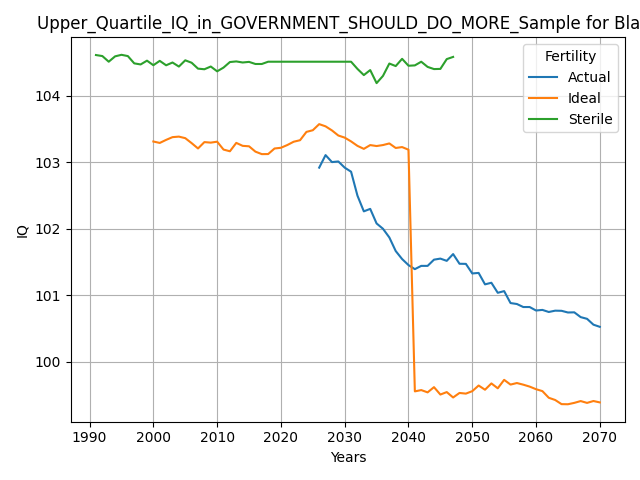 Upper_Quartile_IQ_in_GOVERNMENT_SHOULD_DO_MORE_Sample for Bla
Fertility
Actual
Ideal
Sterile
IQ
104
103
102
101
100
1990 2000 2010 2020 2030 2040 2050 2060 2070
Years